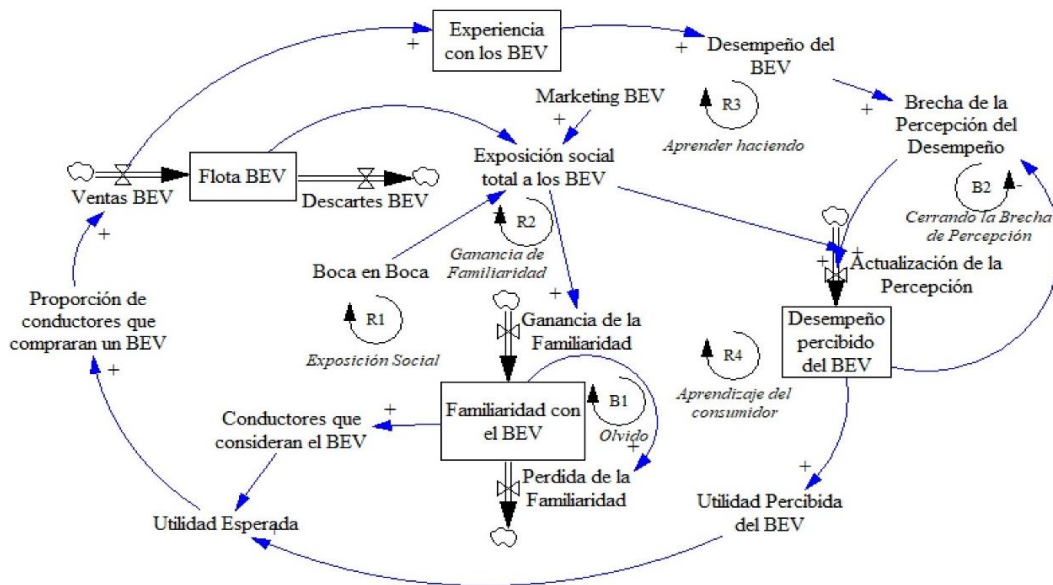 Experiencia
con los BEV
+
+
Desempeño del
BEV
Marketing BEV
+
R3
Aprender haciendo
+
Brecha de la
Percepción del
Desempeño
B2
-
Cerrando la Brecha
de Percepción
Ventas BEV
Flota BEV
Descartes BEV
+
Exposición social
total a los BEV
+
R2
Ganancia de
Familiaridad
Boca en Boca
R1
Exposición Social
+
+
Actualización de la
Percepción
+
Ganancia de la
Familiaridad
Desempeño
percibido
del BEV
R4
Aprendizaje del
consumidor
+
Proporción de
conductores que
compraran un BEV
+
Familiaridad con
el BEV
B1
Olvido
+
Conductores que
consideran el BEV
+
Perdida de la
Familiaridad
+
Utilidad Percibida
del BEV
Utilidad Esperada
+